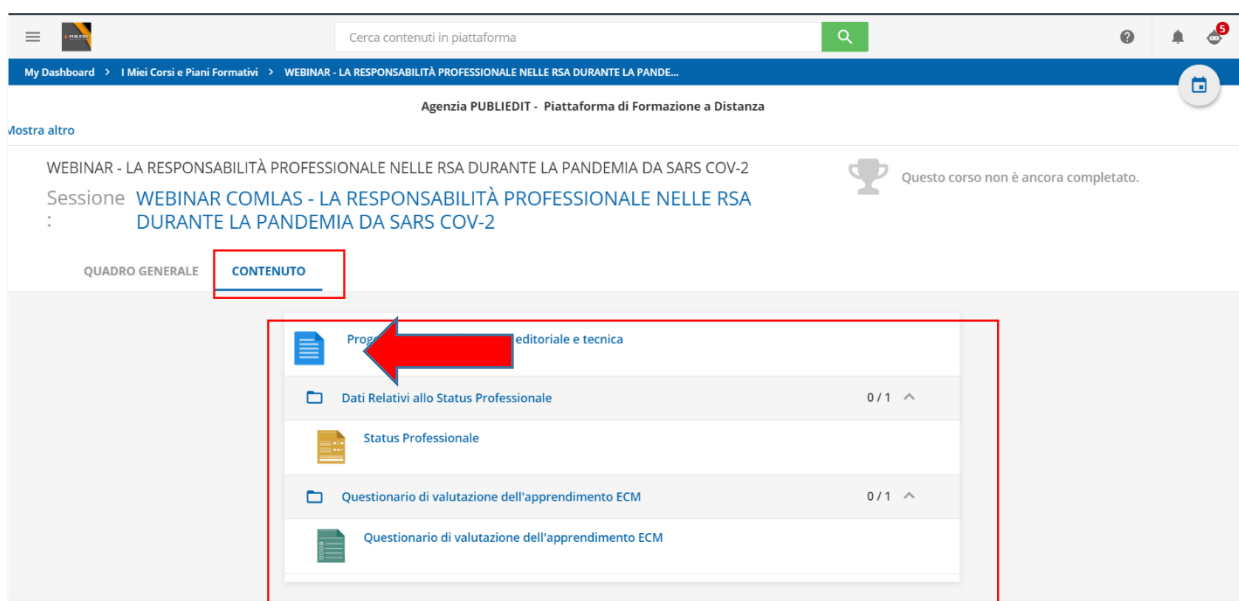 Cerca contenuti in piattaforma
5
My Dashboard > I Miei Corsi e Piani Formativi > WEBINAR - LA RESPONSABILITÀ PROFESSIONALE NELLE RSA DURANTE LA PANDE...
Agenzia PUBLIEDIT - Piattaforma di Formazione a Distanza
Mostra altro
WEBINAR - LA RESPONSABILITÀ PROFESSIONALE NELLE RSA DURANTE LA PANDEMIA DA SARS COV-2
Questo corso non è ancora completato.
Sessione : WEBINAR COMLAS - LA RESPONSABILITÀ PROFESSIONALE NELLE RSA
DURANTE LA PANDEMIA DA SARS COV-2
QUADRO GENERALE CONTENUTO
editoriale e tecnica
Dati Relativi allo Status Professionale 0 / 1
Status Professionale
Questionario di valutazione dell'apprendimento ECM 0 / 1
Questionario di valutazione dell'apprendimento ECM